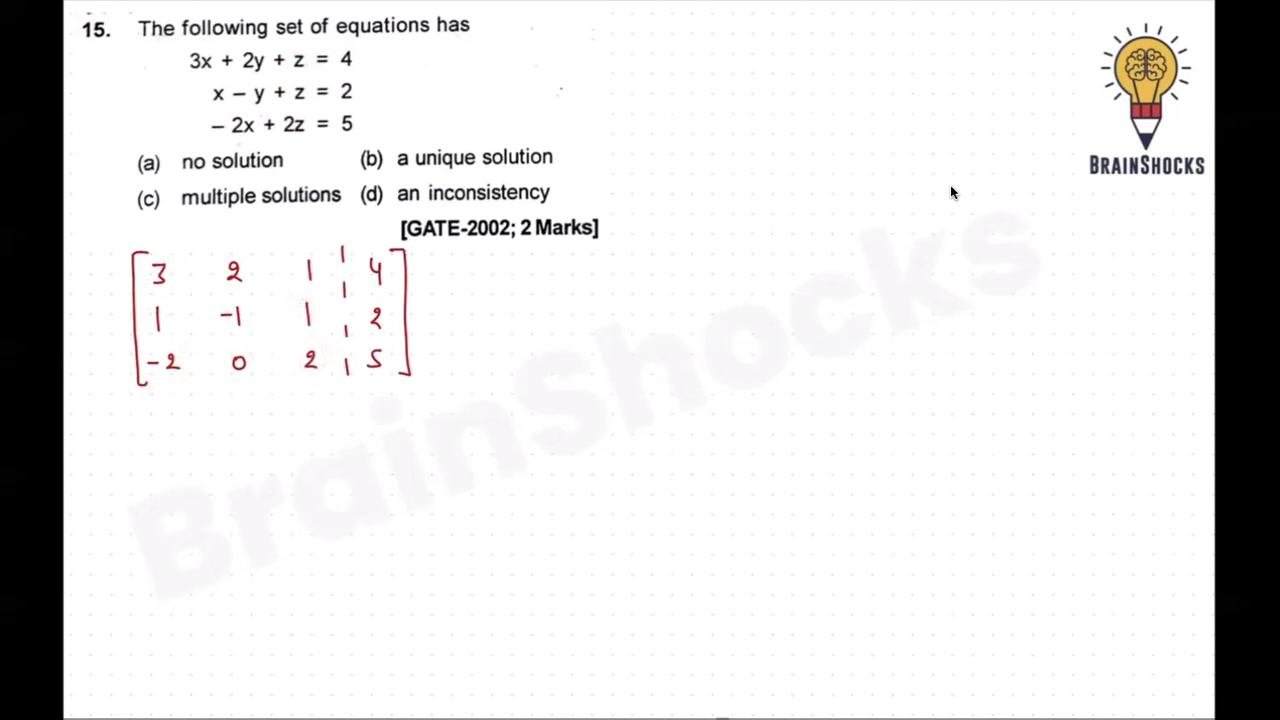 15. The following set of equations has
3x + 2y + z = 4
x – y + z = 2
– 2x + 2z = 5
(a) no solution (b) a unique solution
(c) multiple solutions (d) an inconsistency
[GATE-2002; 2 Marks]
3 2 1 4
1 -1 1 2
-2 0 2 5
BRAINSHOCKS
BrainShocks